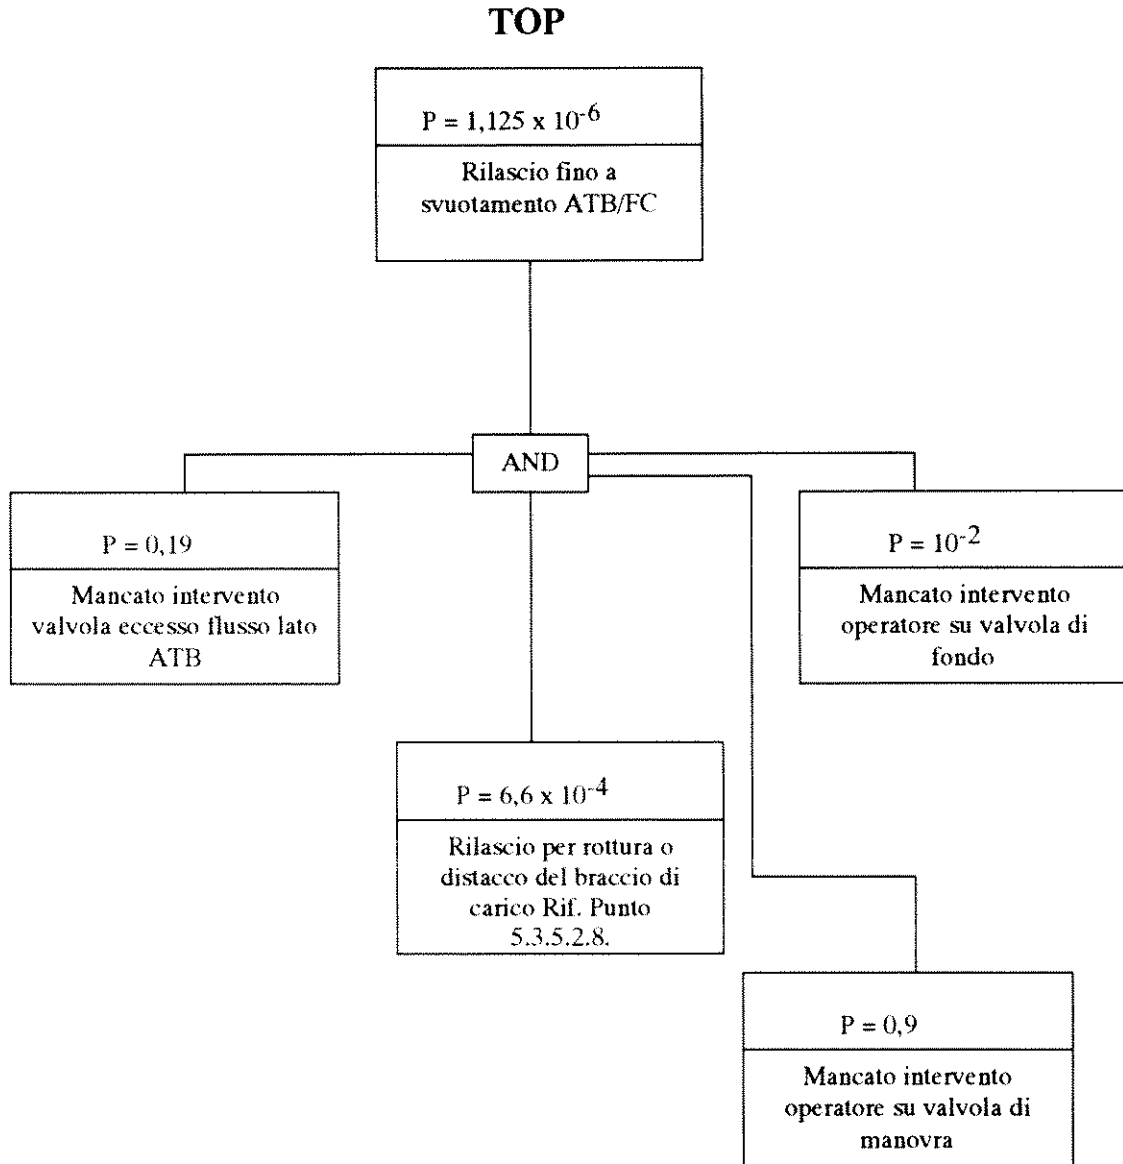 TOP
P = 1,125 x 10-6
Rilascio fino a
svuotamento ATB/FC
AND
P = 0,19
Mancato intervento
valvola eccesso flusso lato
ATB
P = 10-2
Mancato intervento
operatore su valvola di
fondo
P = 6,6 x 10-4
Rilascio per rottura o
distacco del braccio di
carico Rif. Punto
5.3.5.2.8.
P = 0,9
Mancato intervento
operatore su valvola di
manovra